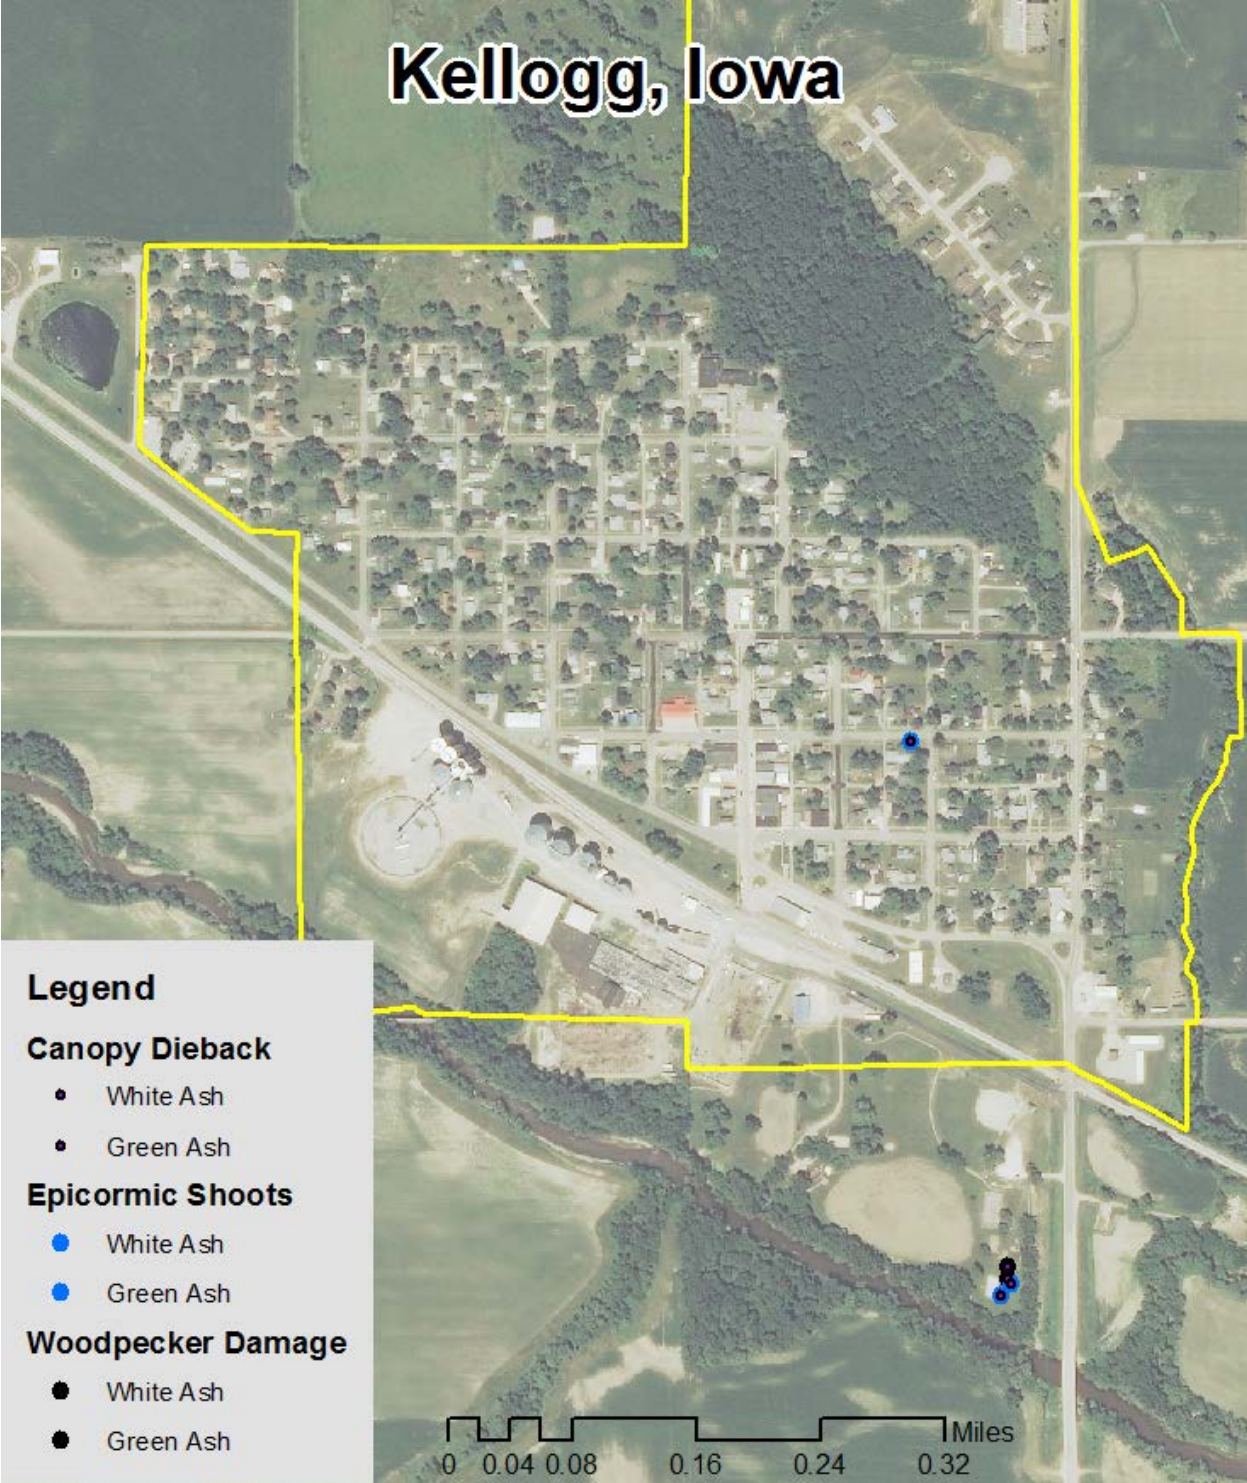 Kellogg, Iowa
Legend
Canopy Dieback
White Ash
Green Ash
Epicormic Shoots
White Ash
Green Ash
Woodpecker Damage
White Ash
Green Ash
Miles
0 0.04 0.08 0.16 0.24 0.32